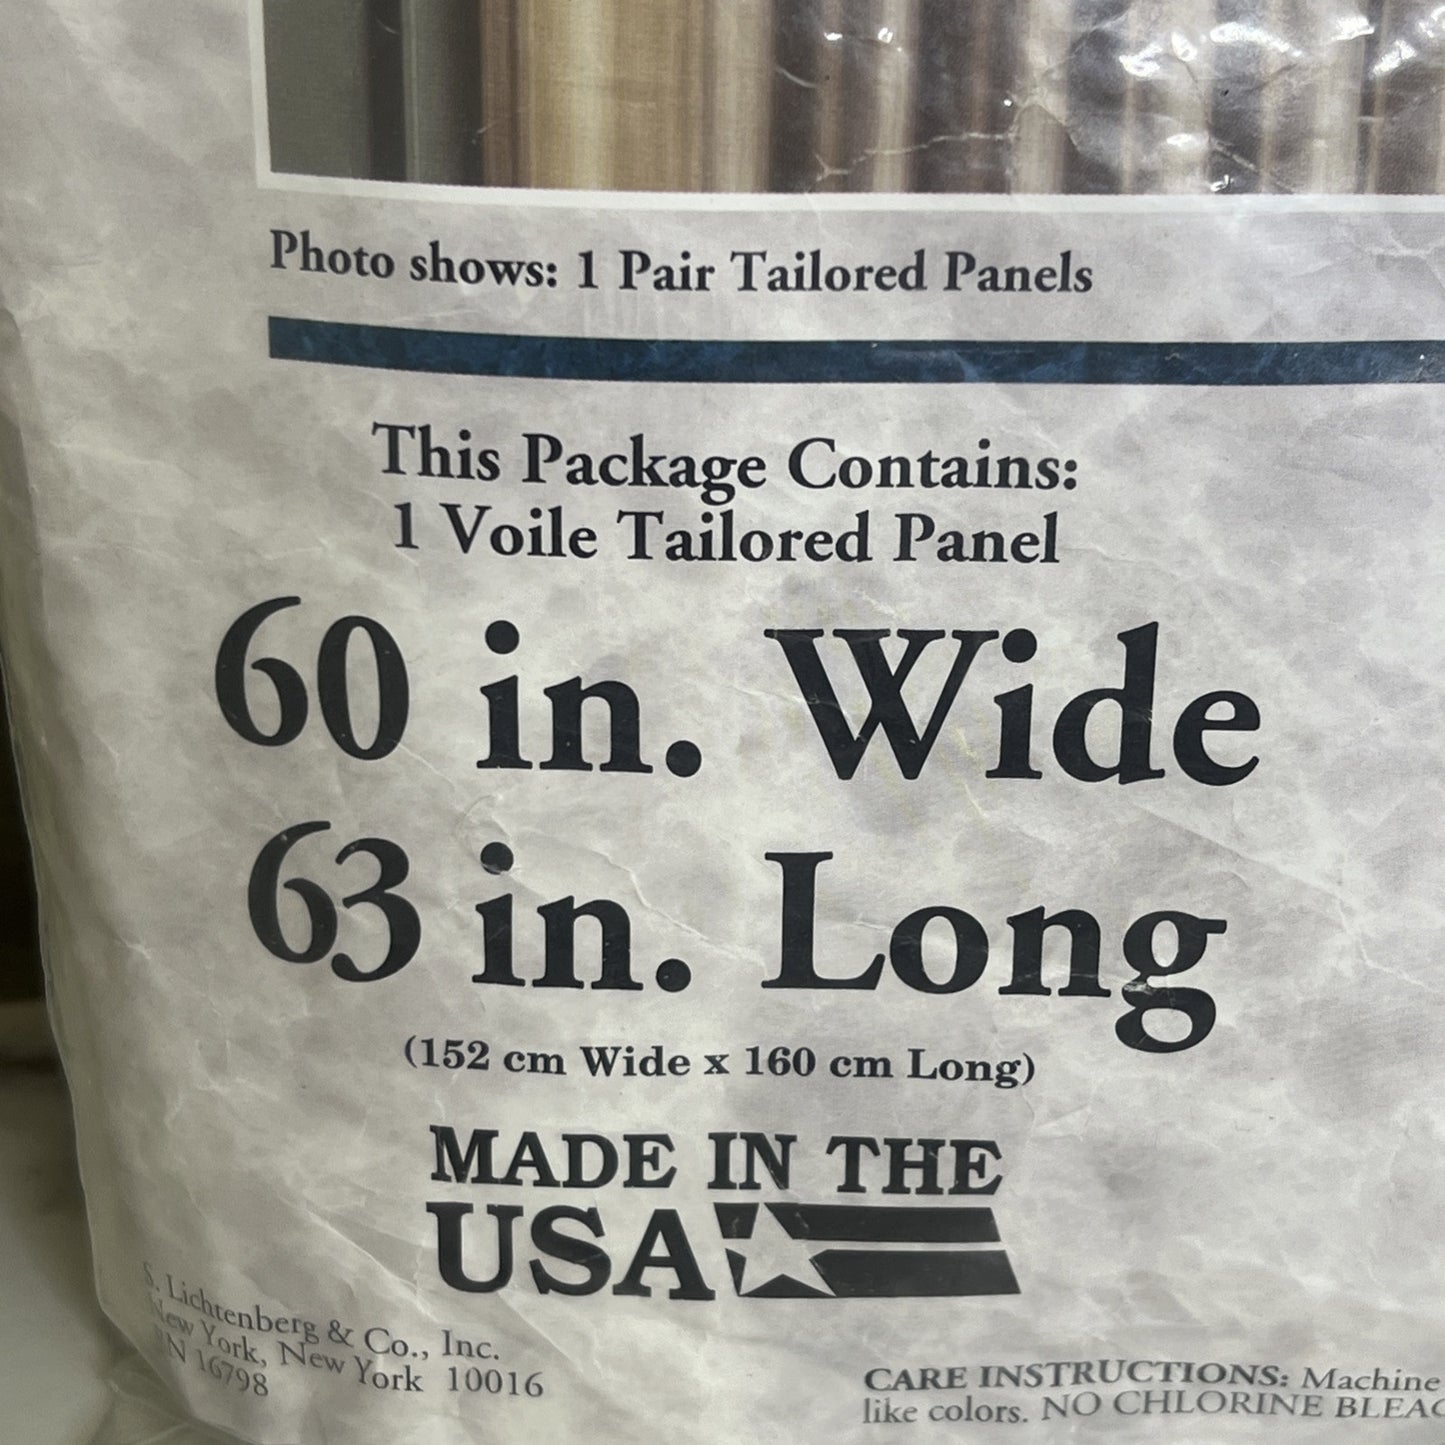 Photo shows: 1 Pair Tailored Panels
This Package Contains:
1 Voile Tailored Panel
60 in. Wide
63 in. Long
(152 cm Wide x 160 cm Long)
MADE IN THE
USA
S. Lichtenberg & Co., Inc.
New York, New York 10016
RN 16798
CARE INSTRUCTIONS: Machine
like colors. NO CHLORINE